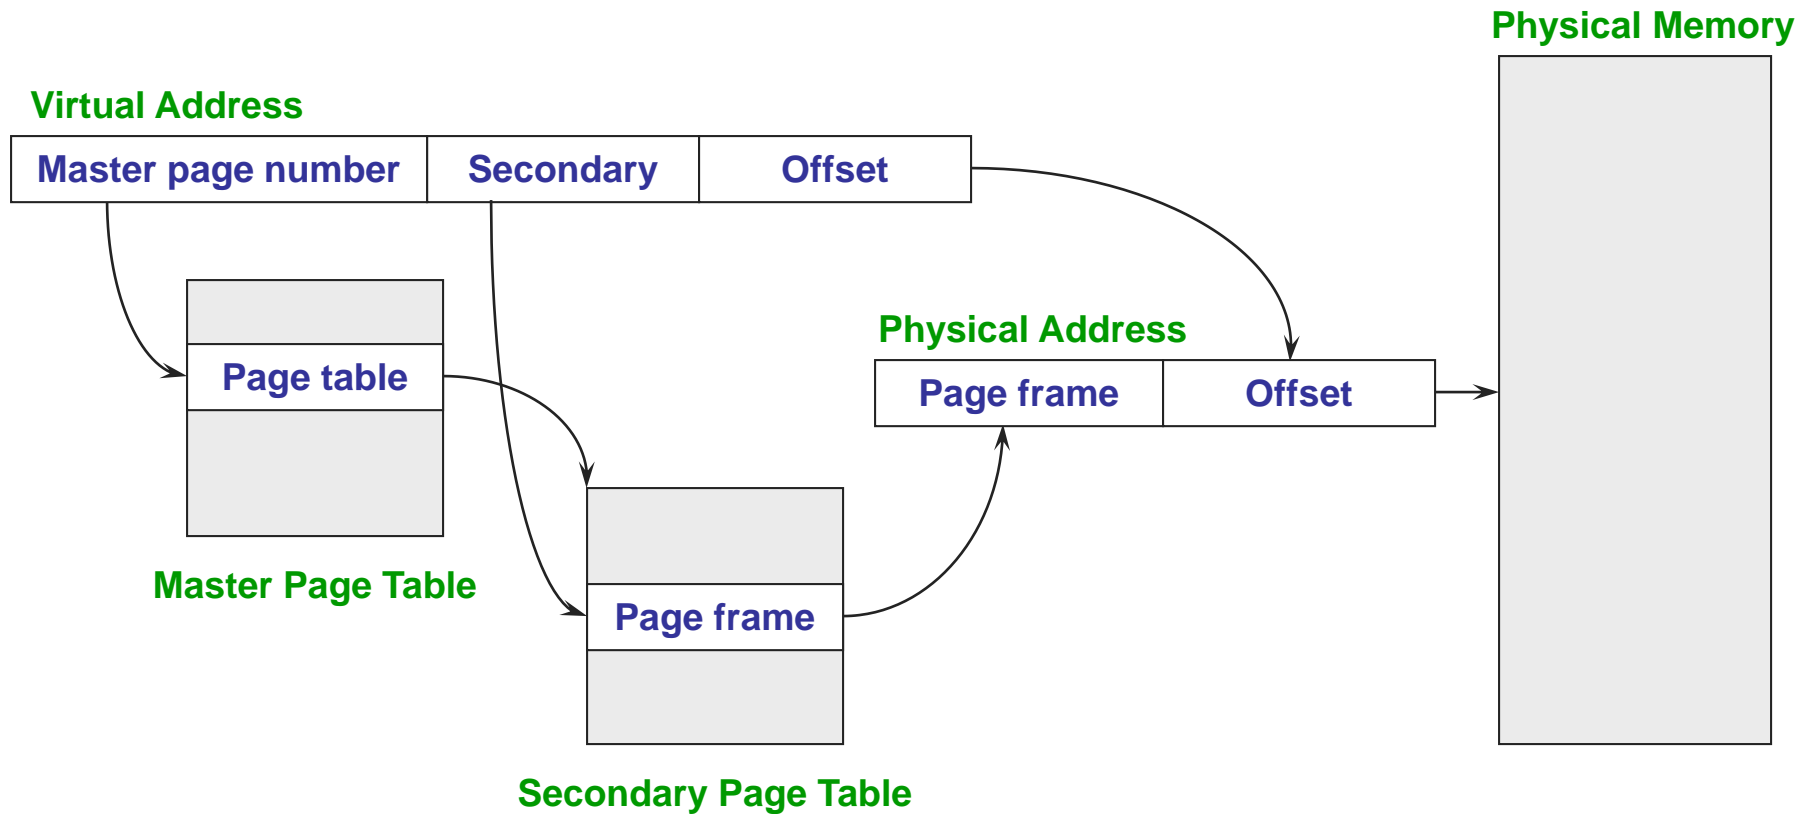 Physical Memory
Virtual Address
Master page number
Secondary
Offset
Physical Address
Page table
Page frame
Offset
Master Page Table
Page frame
Secondary Page Table